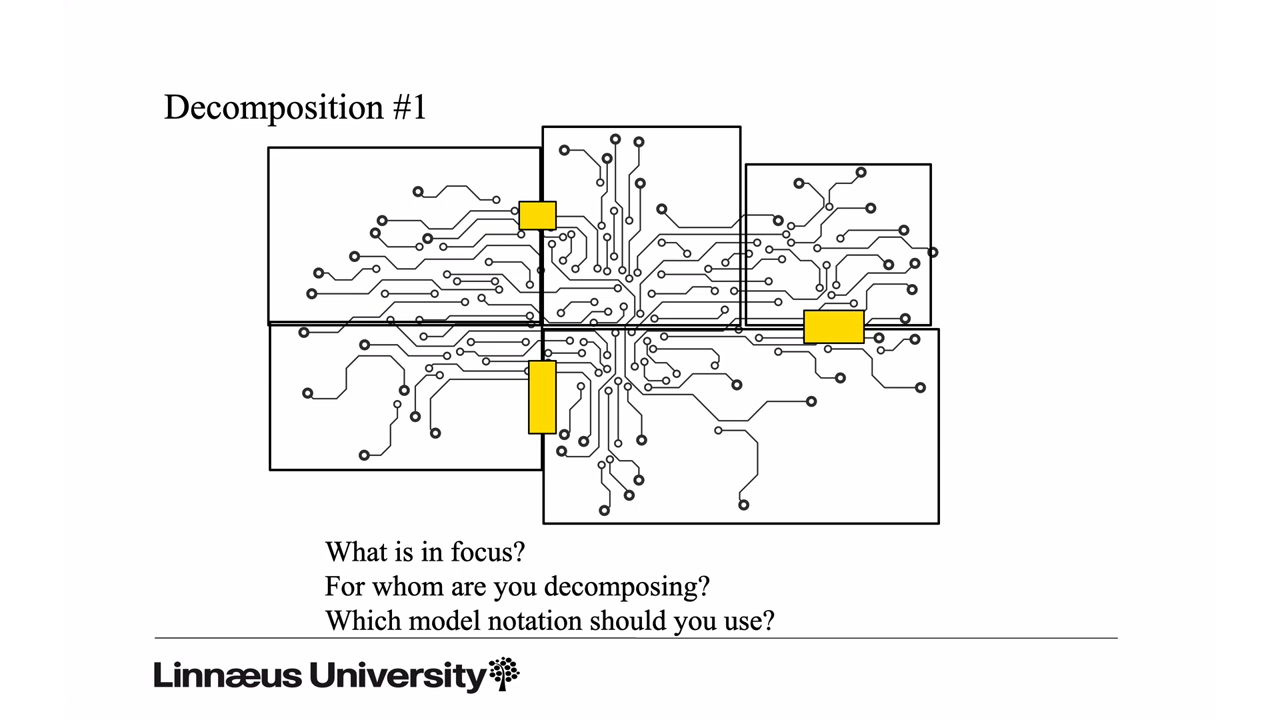 Decomposition #1
What is in focus?
For whom are you decomposing?
Which model notation should you use?
Linnæus University